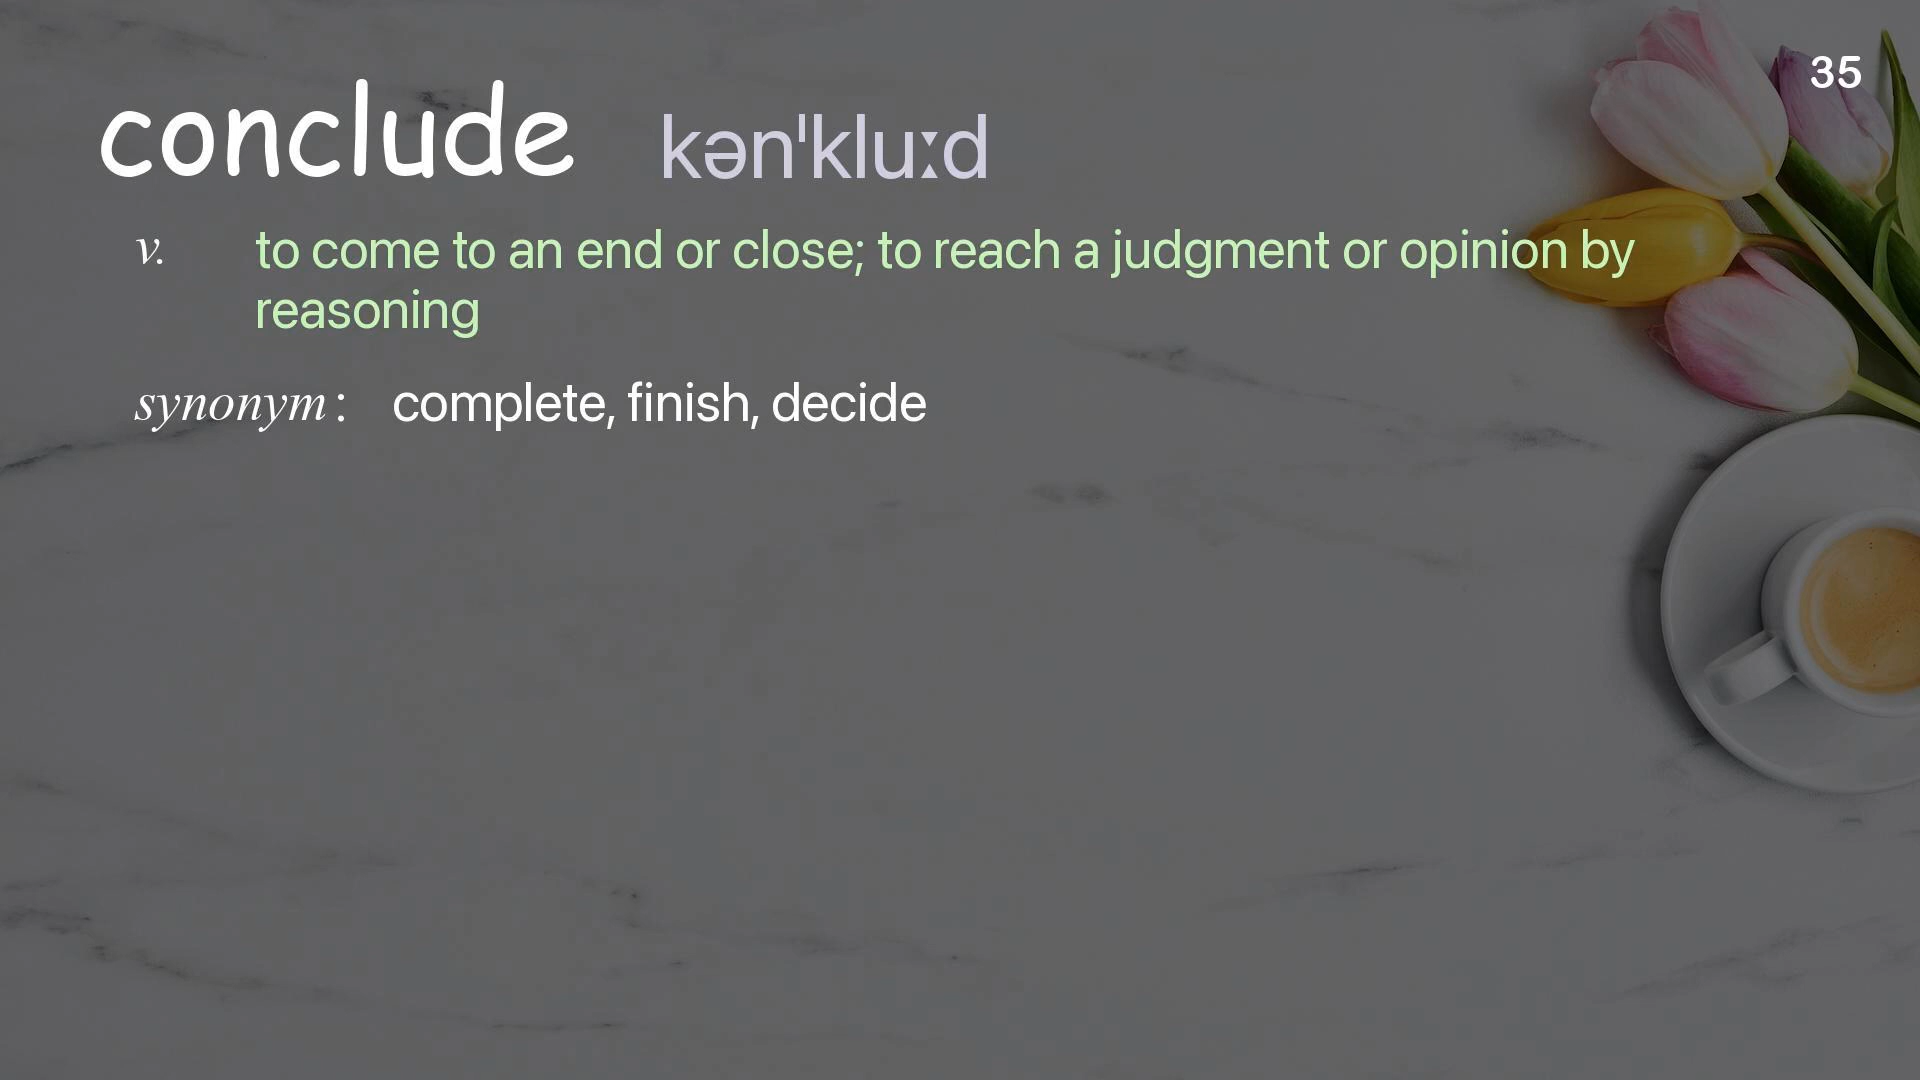 35
conclude kən'kluːd
v. to come to an end or close; to reach a judgment or opinion by
reasoning
synonym: complete, finish, decide